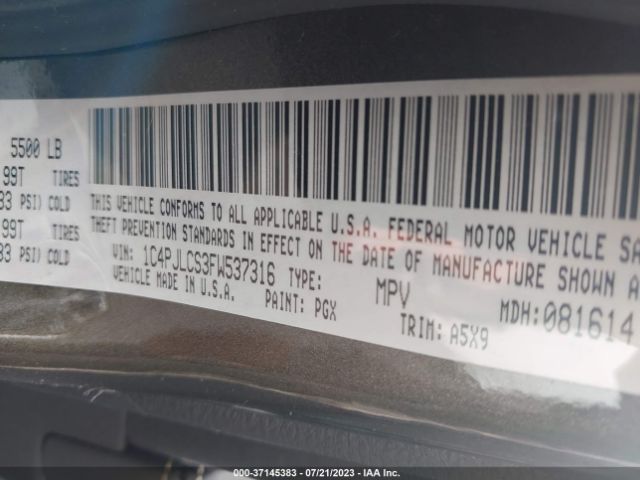 5500 LB
99T TIRES
33 PSI) COLD
99T TIRES
33 PSI) COLD
THIS VEHICLE CONFORMS TO ALL APPLICABLE U.S.A. FEDERAL MOTOR VEHICLE SA
THEFT PREVENTION STANDARDS IN EFFECT ON THE DATE OF MANUFACTURE SHOWN A
VIN: 1C4PJLCS3FW537316 TYPE: MPV MDH:081614
VEHICLE MADE IN U.S.A. PAINT: PGX TRIM: A5X9
000-37145383 - 07/21/2023 - IAA Inc.